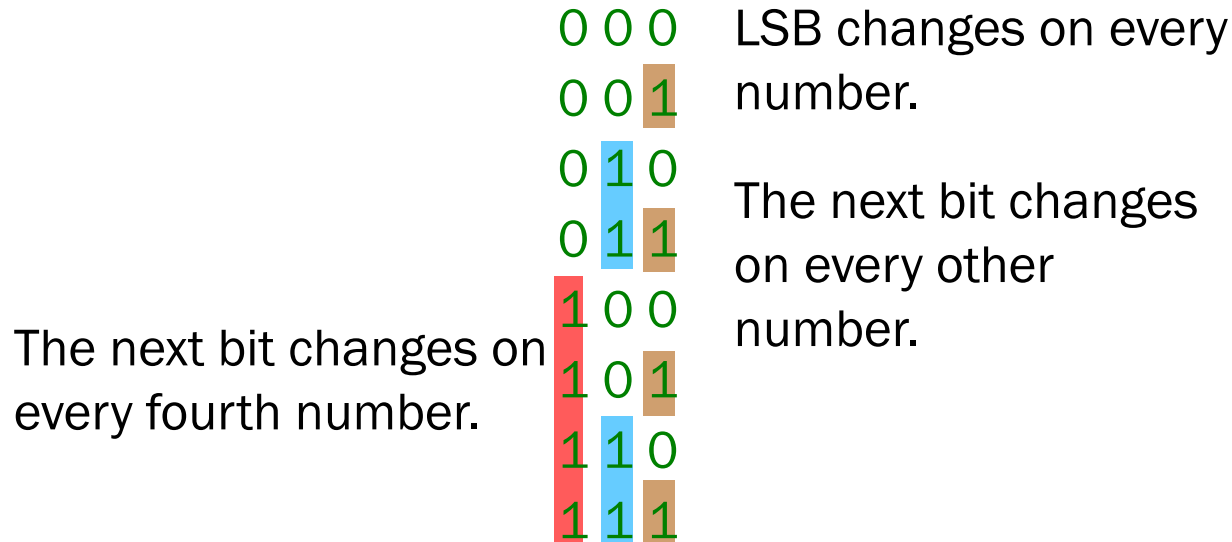 0 0 0
0 0 1
0 1 0
0 1 1
1 0 0
1 0 1
1 1 0
1 1 1
LSB changes on every
number.
The next bit changes
on every other
number.
The next bit changes on
every fourth number.